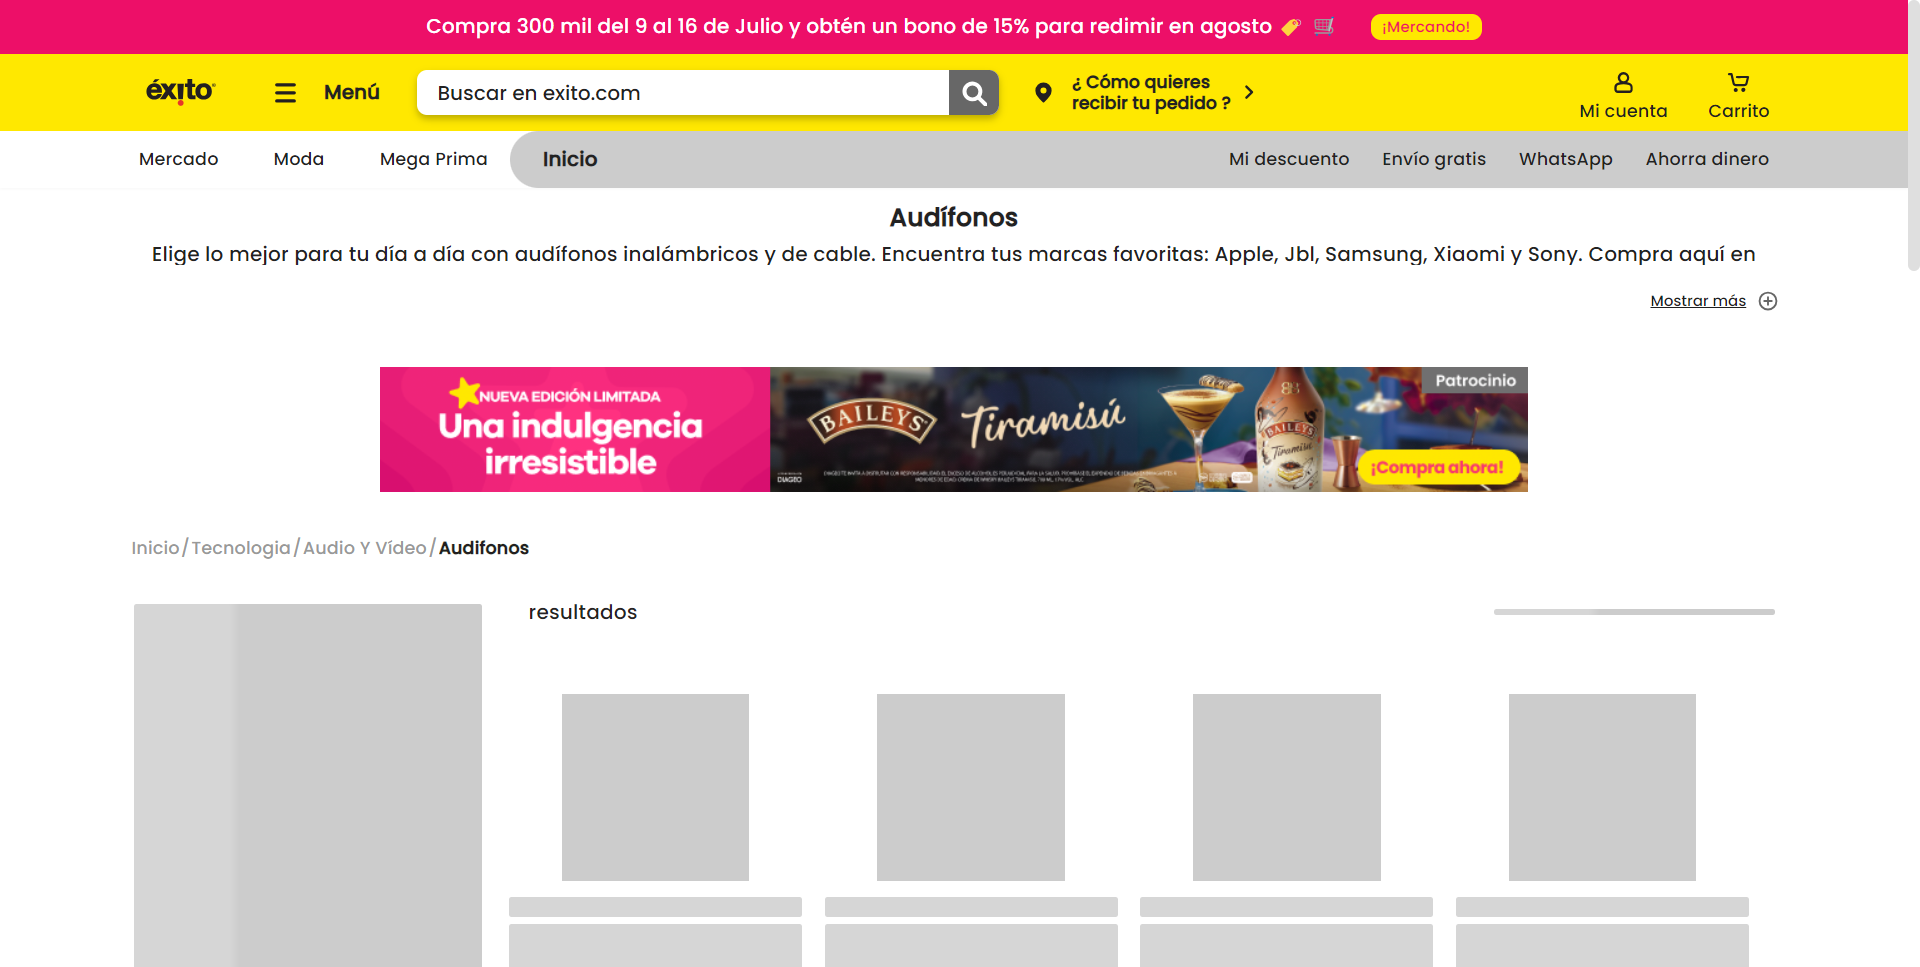 Compra 300 mil del 9 al 16 de Julio y obtén un bono de 15% para redimir en agosto
¡Mercando!
éxito
Menú
Buscar en exito.com
¿ Cómo quieres
recibir tu pedido ?
Mi cuenta
Carrito
Mercado
Moda
Mega Prima
Inicio
Mi descuento
Envío gratis
WhatsApp
Ahorra dinero
Audífonos
Elige lo mejor para tu día a día con audífonos inalámbricos y de cable. Encuentra tus marcas favoritas: Apple, Jbl, Samsung, Xiaomi y Sony. Compra aquí en
Mostrar más
NUEVA EDICIÓN LIMITADA
Una indulgencia
irresistible
BAILEYS
Tiramisú
Patrocinio
BAILEYS
Tiramisú
¡Compra ahora!
DIAGEO
Inicio/Tecnologia/Audio Y Vídeo/Audifonos
resultados